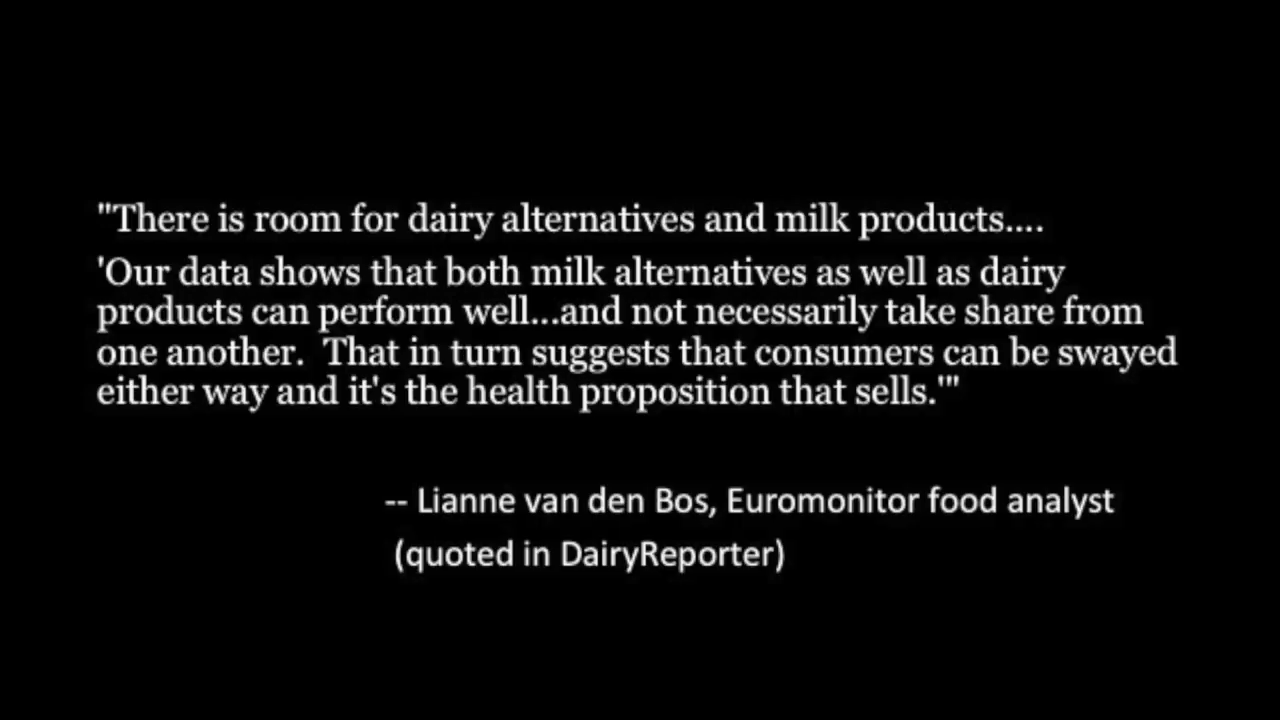 "There is room for dairy alternatives and milk products....
'Our data shows that both milk alternatives as well as dairy
products can perform well...and not necessarily take share from
one another.  That in turn suggests that consumers can be swayed
either way and it's the health proposition that sells.'"
-- Lianne van den Bos, Euromonitor food analyst
(quoted in DairyReporter)